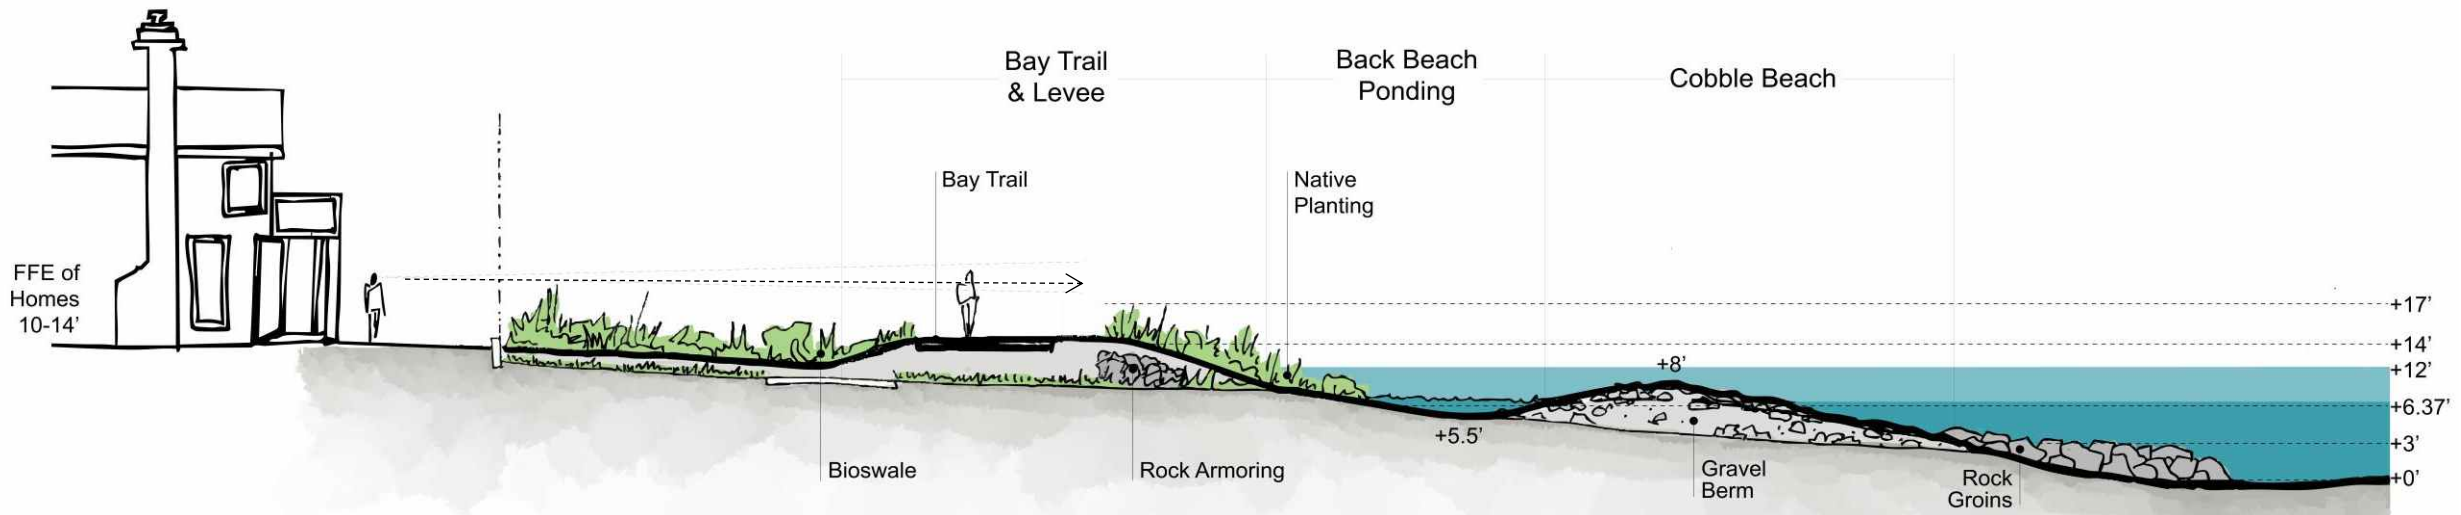 Bay Trail
& Levee
Back Beach
Ponding
Cobble Beach
Bay Trail
Native
Planting
FFE of
Homes
10-14’
+17’
+14’
+12’
+8’
+6.37’
+5.5’
+3’
+0’
Bioswale
Rock Armoring
Gravel
Berm
Rock
Groins